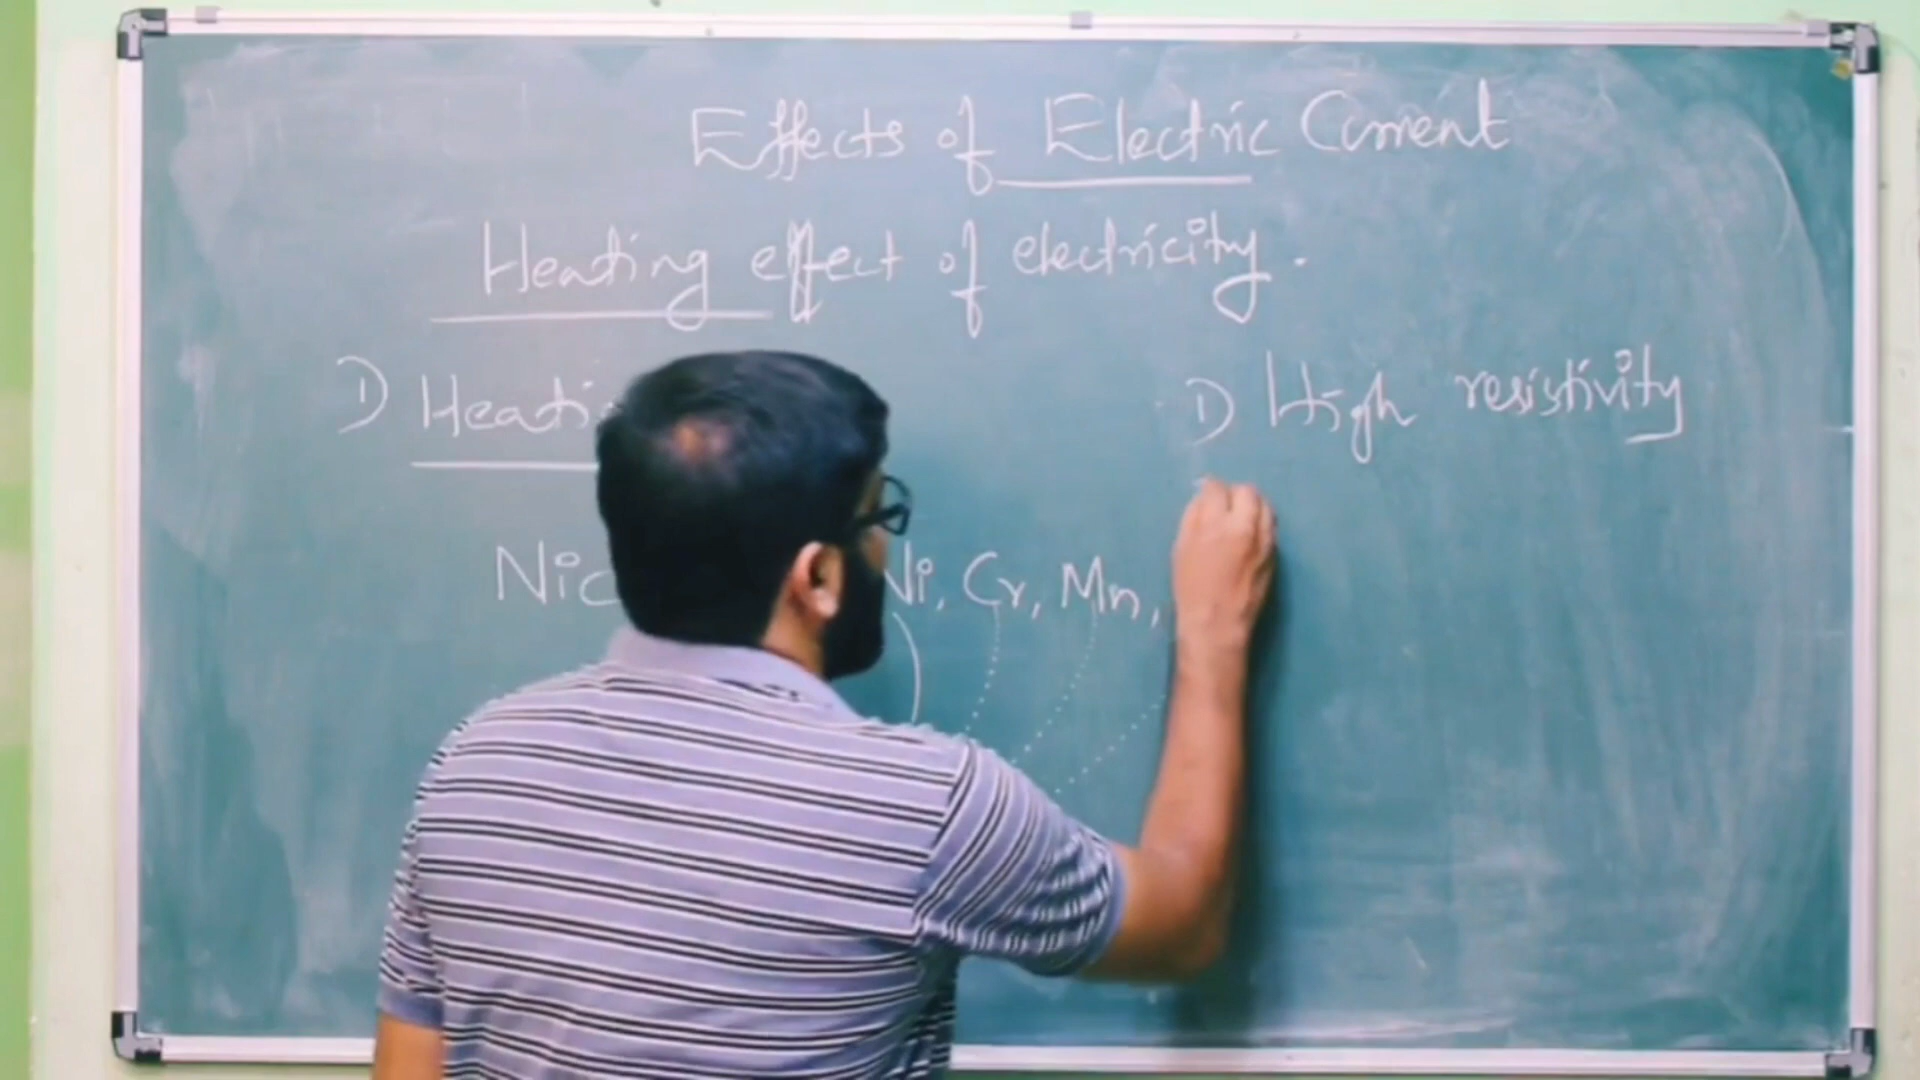 Effects of Electric Current
Heating effect of electricity.
1) Heati
1) High resistivity
Nic Ni, Cr, Mn,